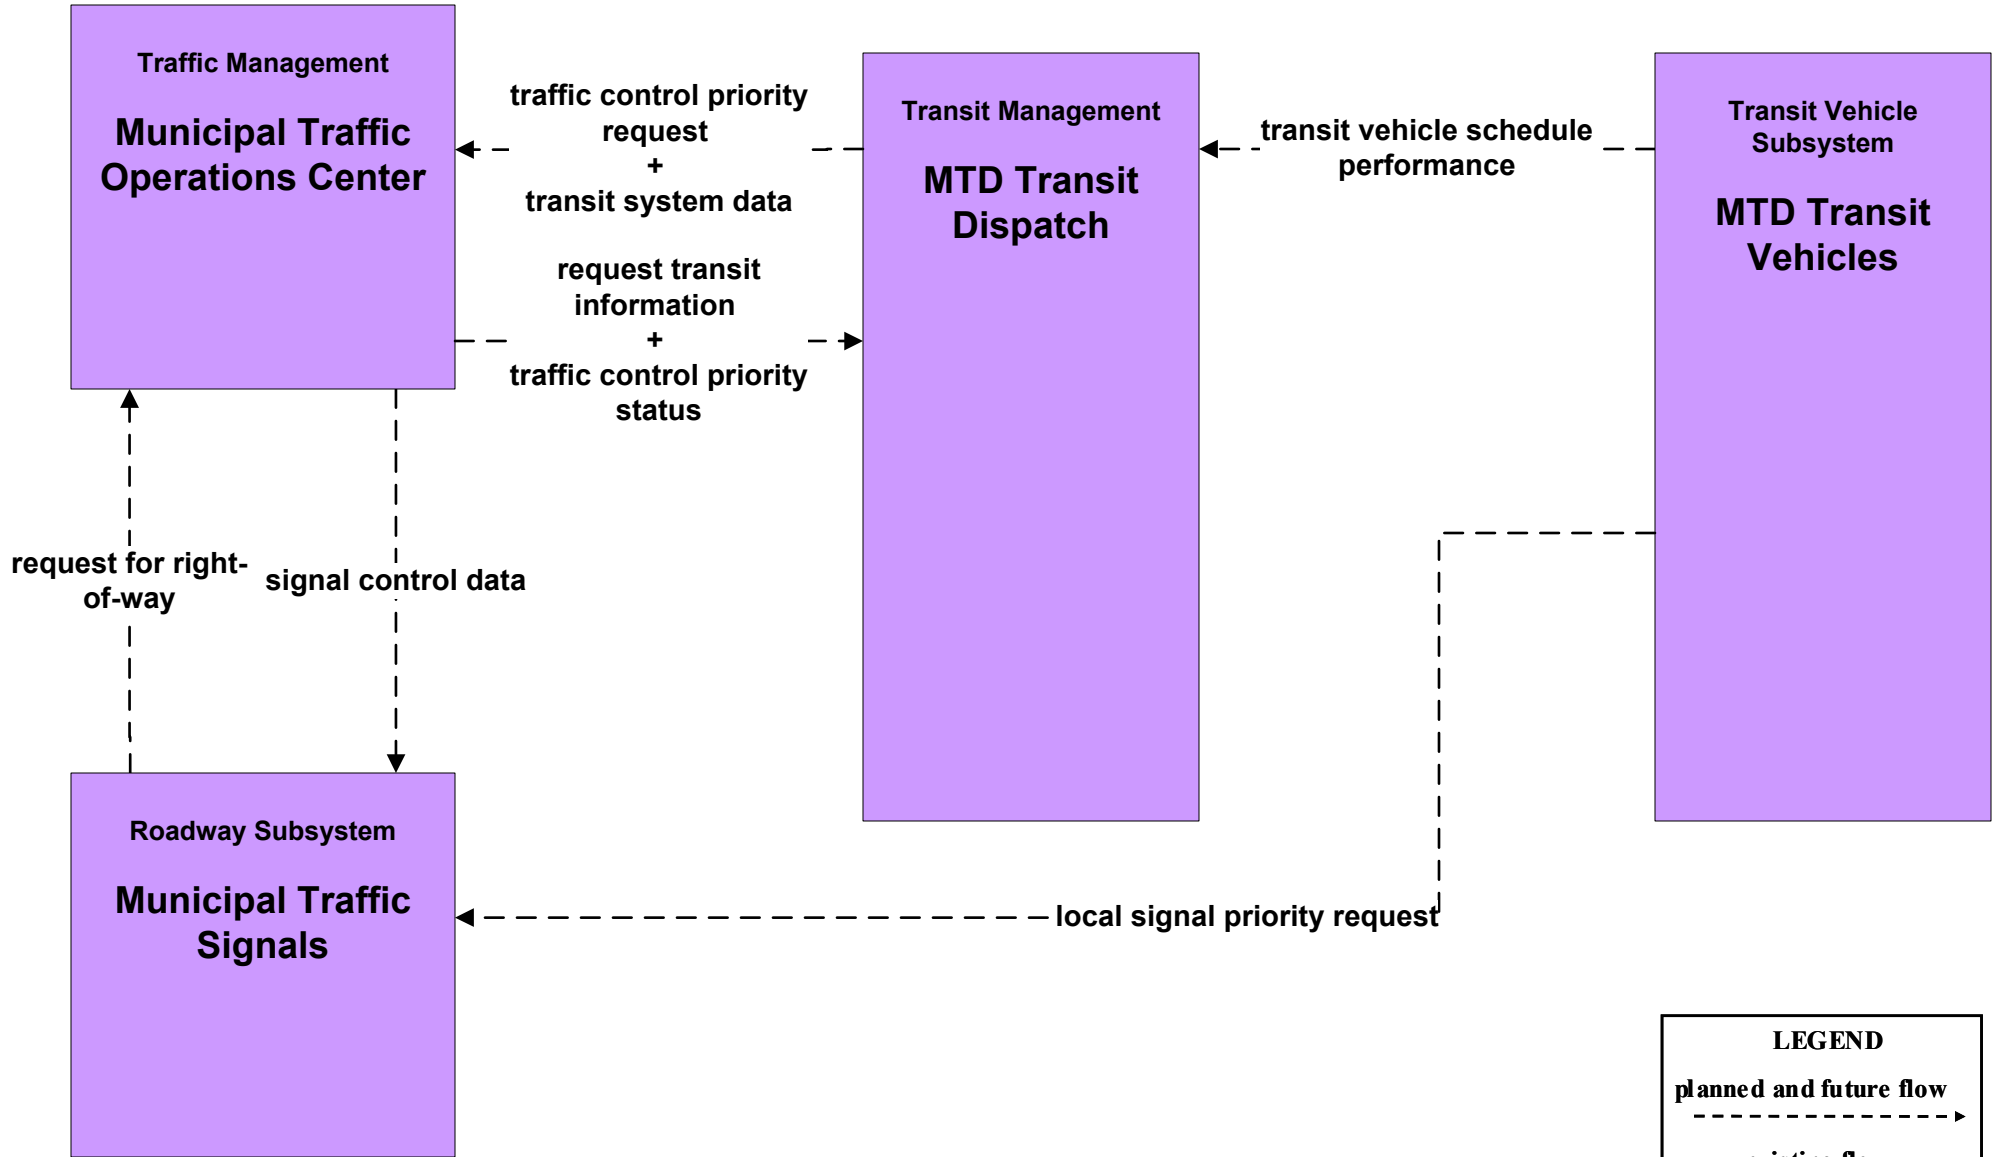 Traffic Management
Municipal Traffic
Operations Center
traffic control priority
request
+
transit system data
request transit
information
+
traffic control priority
status
Transit Management
MTD Transit
Dispatch
transit vehicle schedule
performance
Transit Vehicle
Subsystem
MTD Transit
Vehicles
request for right-
of-way
signal control data
Roadway Subsystem
Municipal Traffic
Signals
local signal priority request
LEGEND
planned and future flow